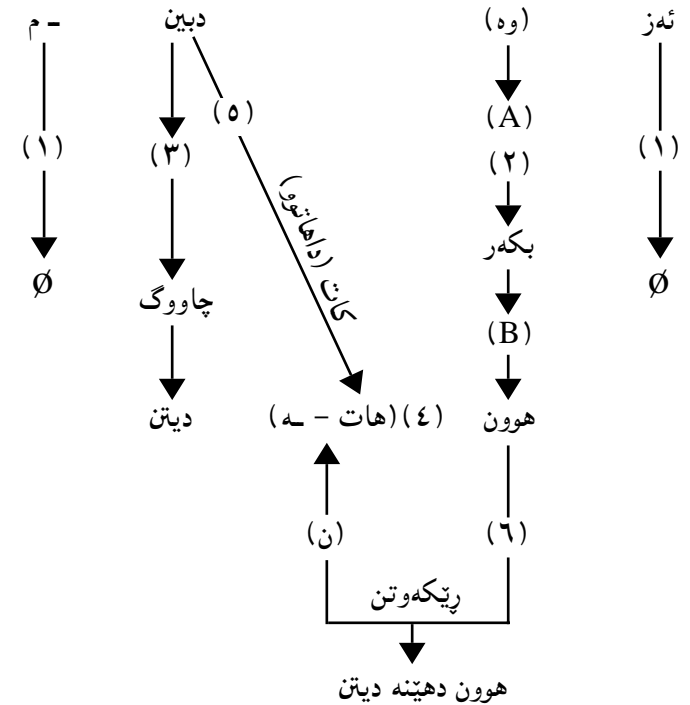 ئەز (وە) دبین ـ م
(A)
(٥)
(١) (٢) (٣) (١)
کات (داهاتوو)
بکەر
Ø چاووگ Ø
(B)
هوون (٤)(هات – ـە) دیتن
(٦) (ن)
ڕێکەوتن
هوون دهێنە دیتن